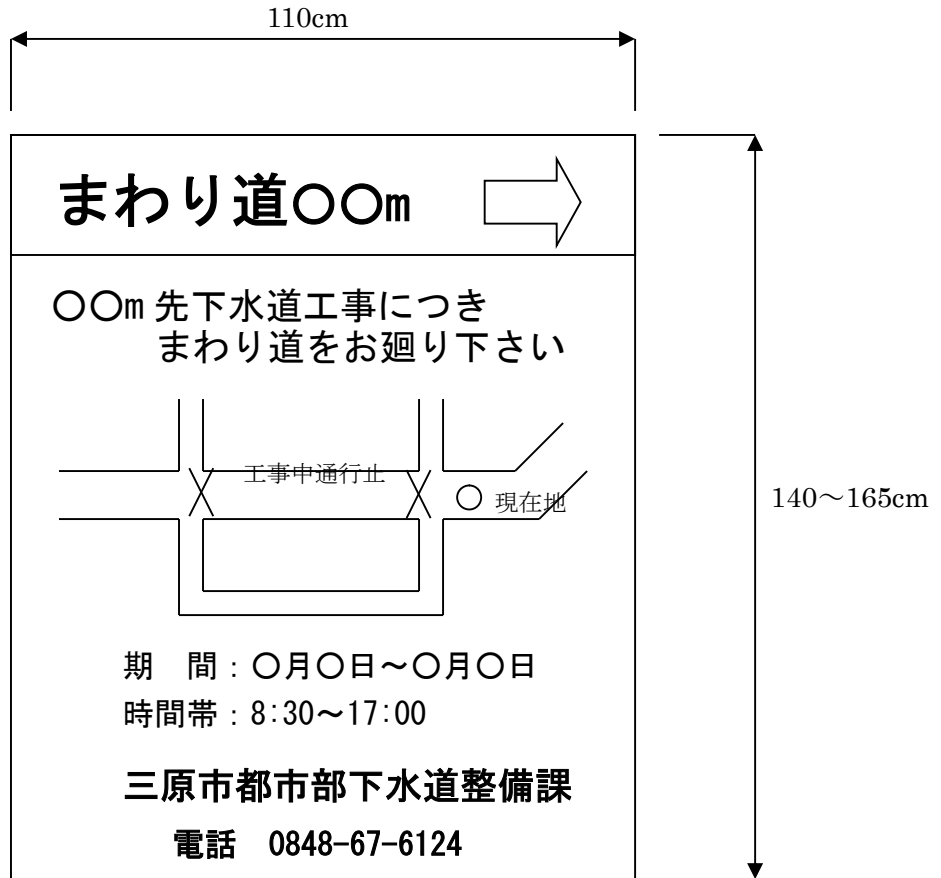 110cm
まわり道○○m
○○m 先下水道工事につき
まわり道をお廻り下さい
工事中通行止
現在地
140～165cm
期　間：○月○日～○月○日
時間帯：8:30～17:00
三原市都市部下水道整備課
電話　0848-67-6124